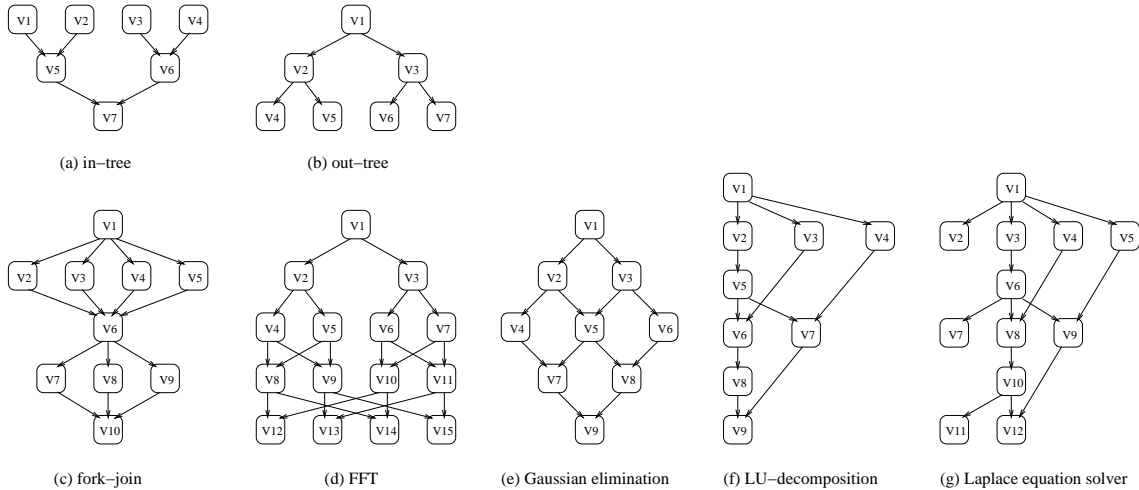 V1 V2 V3 V4 V1
V5 V6 V2 V3
V7 V4 V5 V6 V7
(a) in−tree (b) out−tree
V1 V1
V1 V1 V1
V2 V3 V4 V2 V3 V4 V5
V2 V3 V4 V5 V2 V3 V2 V3
V5 V6
V6 V4 V5 V6 V7 V4 V5 V6 V6 V7 V7 V8 V9
V7 V8 V9 V8 V9 V10 V11 V7 V8 V8 V10
V10 V12 V13 V14 V15 V9 V9 V11 V12
(c) fork−join (d) FFT (e) Gaussian elimination (f) LU−decomposition (g) Laplace equation solver